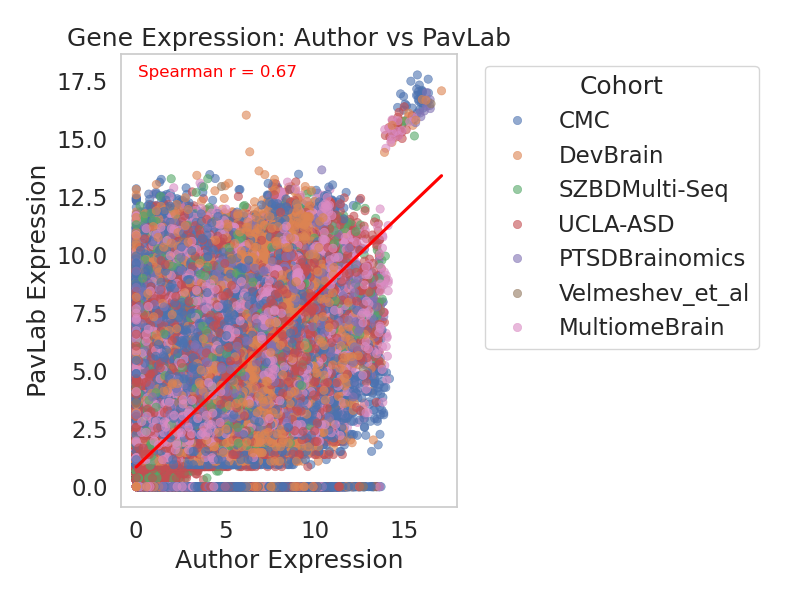 Gene Expression: Author vs PavLab
Spearman r = 0.67
PavLab Expression
17.5
15.0
12.5
10.0
7.5
5.0
2.5
0.0
0
5
10
15
Author Expression
Cohort
CMC
DevBrain
SZBDMulti-Seq
UCLA-ASD
PTSDBrainomics
Velmeshev_et_al
MultiomeBrain